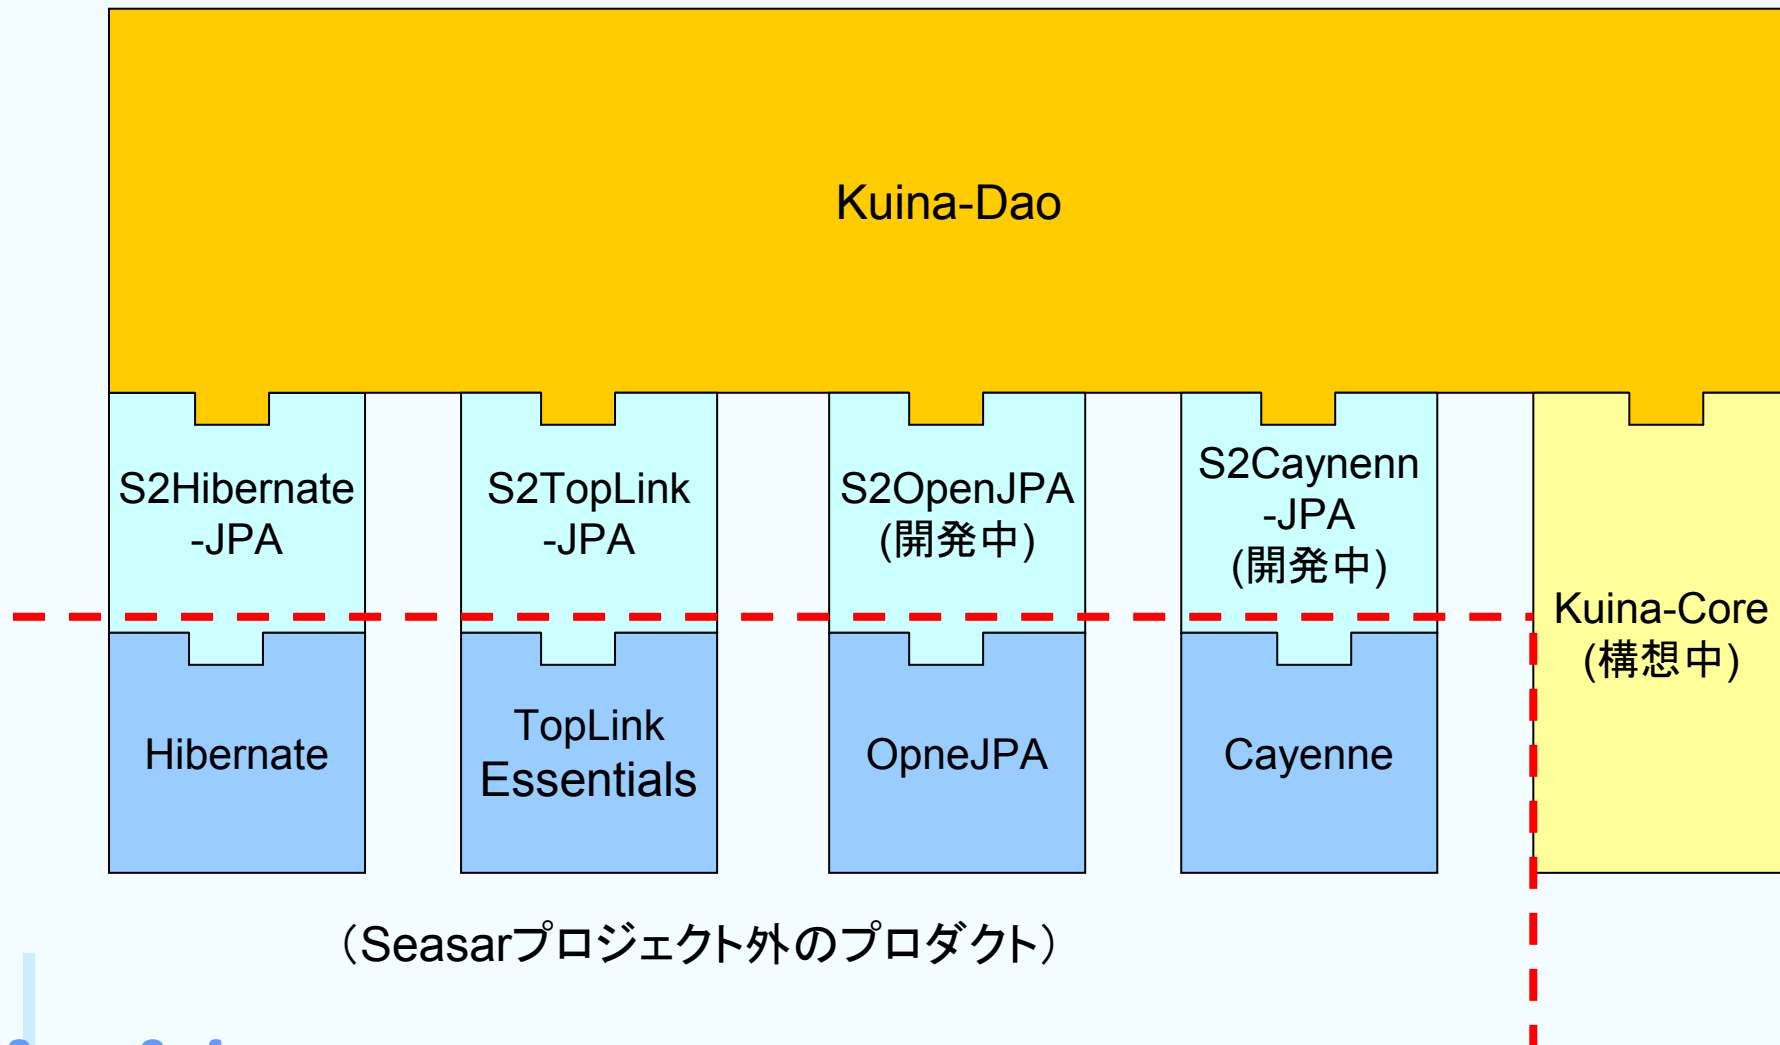 Kuina-Dao
S2Hibernate
-JPA
S2TopLink
-JPA
S2OpenJPA
(開発中)
S2Caynenn
-JPA
(開発中)
Kuina-Core
(構想中)
Hibernate
TopLink
Essentials
OpneJPA
Cayenne
（Seasarプロジェクト外のプロダクト）